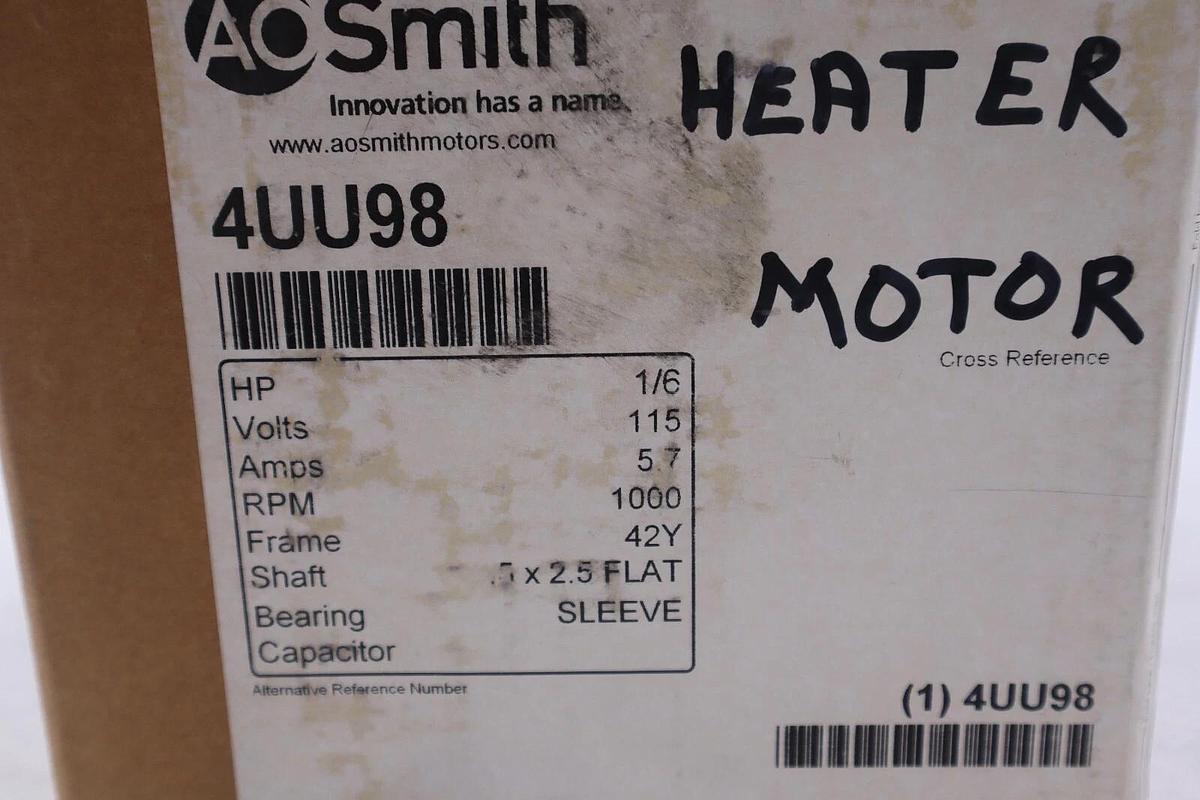 AO Smith
Innovation has a name.
www.aosmithmotors.com
HEATER
MOTOR
4UU98
Cross Reference
HP 1/6
Volts 115
Amps 5.7
RPM 1000
Frame 42Y
Shaft .5 x 2.5 FLAT
Bearing SLEEVE
Capacitor
Alternative Reference Number
(1) 4UU98